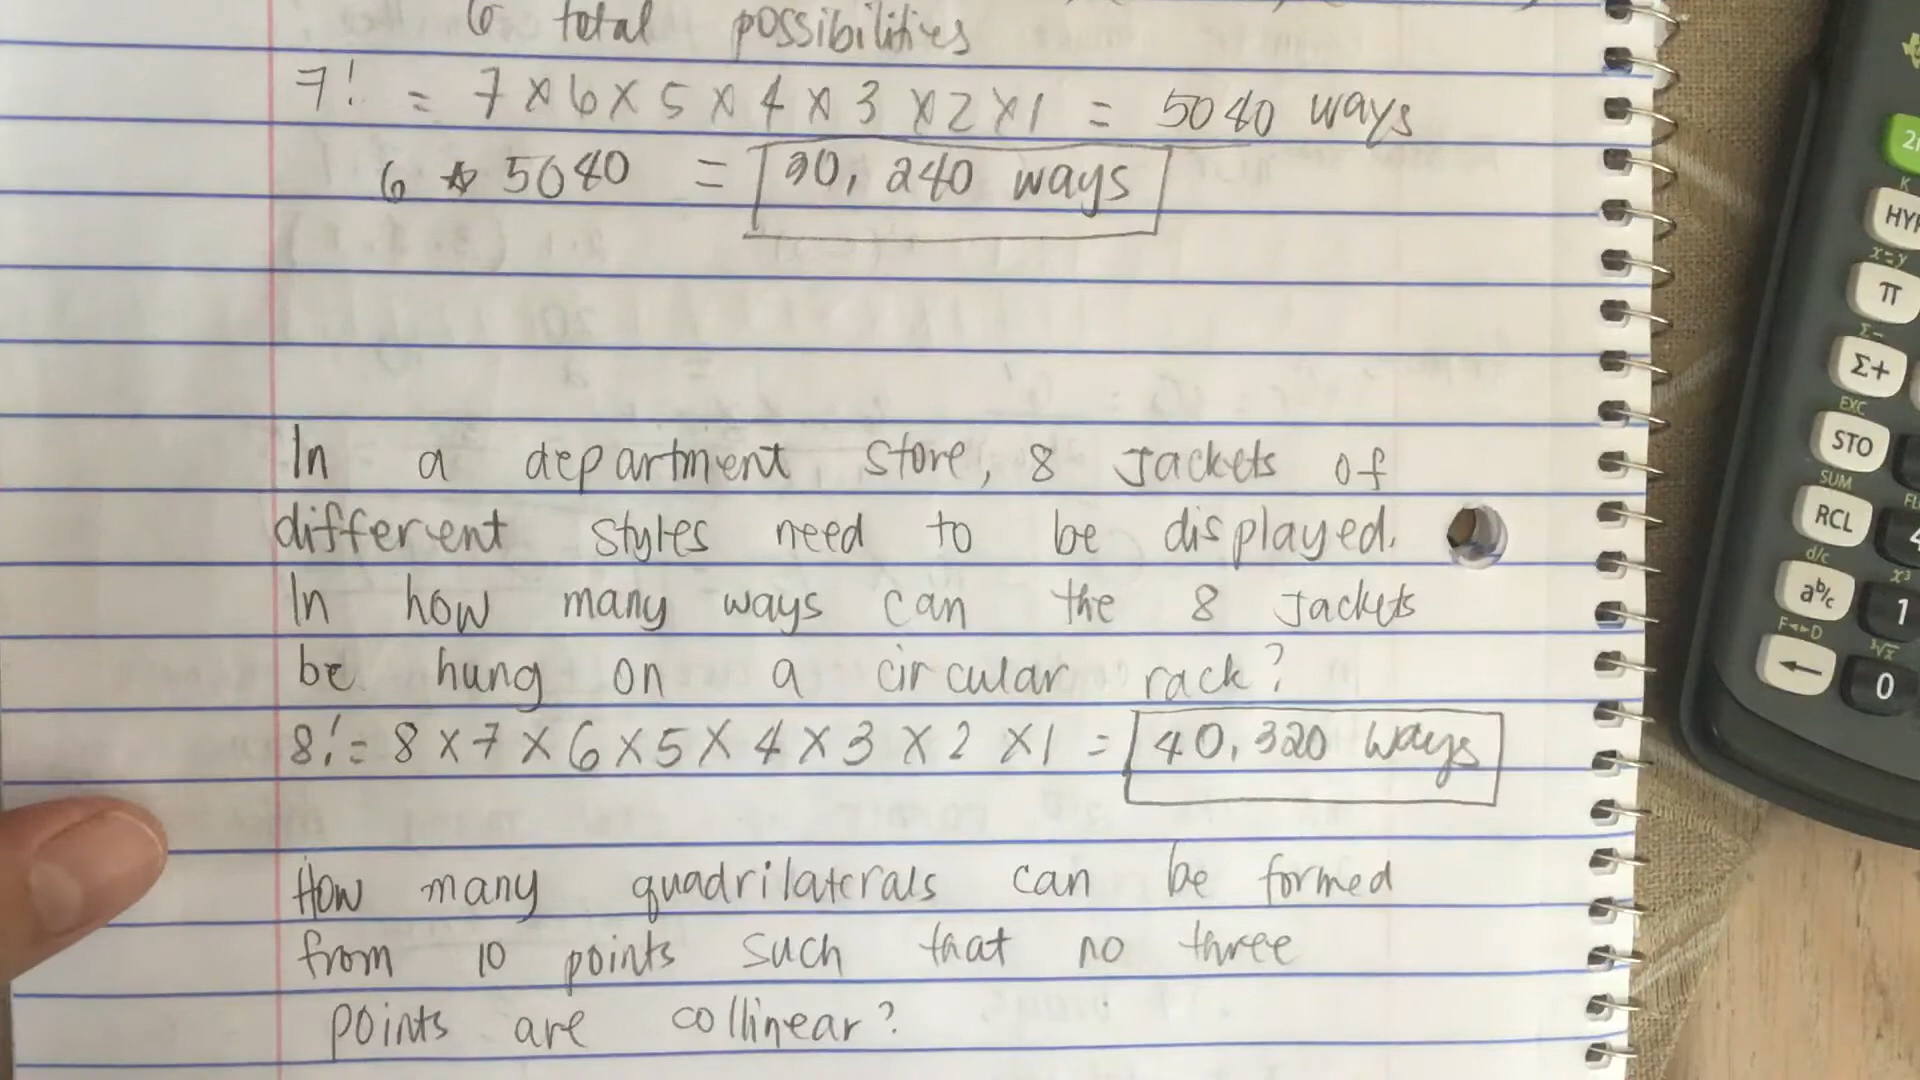 6 total possibilities
7! = 7 × 6 × 5 × 4 × 3 × 2 × 1 = 5040 ways
6 * 5040 = 30,240 ways
In a department store, 8 Jackets of
different styles need to be displayed.
In how many ways can the 8 Jackets
be hung on a circular rack?
8! = 8 × 7 × 6 × 5 × 4 × 3 × 2 × 1 = 40,320 ways
How many quadrilaterals can be formed
from 10 points such that no three
points are collinear?
K
HYP
x⇌y
π
Σ-
Σ+
EXC
STO
SUM
RCL
4
d/c
a b/c
x³
1
F◄►D
←
³√x
0